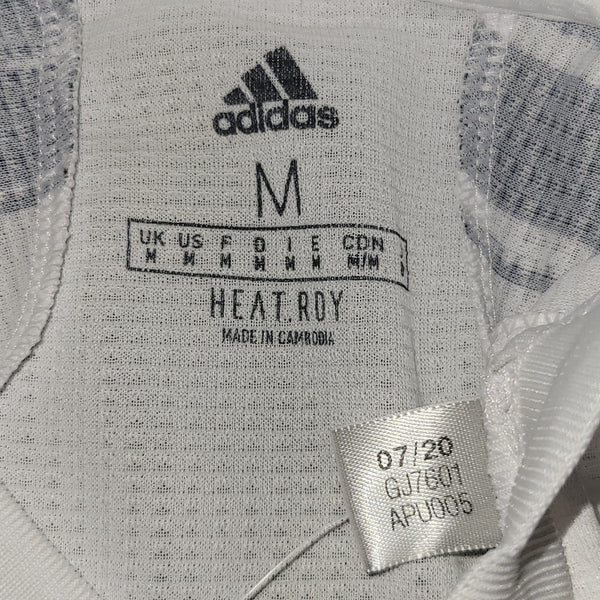 adidas
M
UK US F D I E CDN
M M M M M M M/M
HEAT.RDY
MADE IN CAMBODIA
07/20
GJ7601
APU005